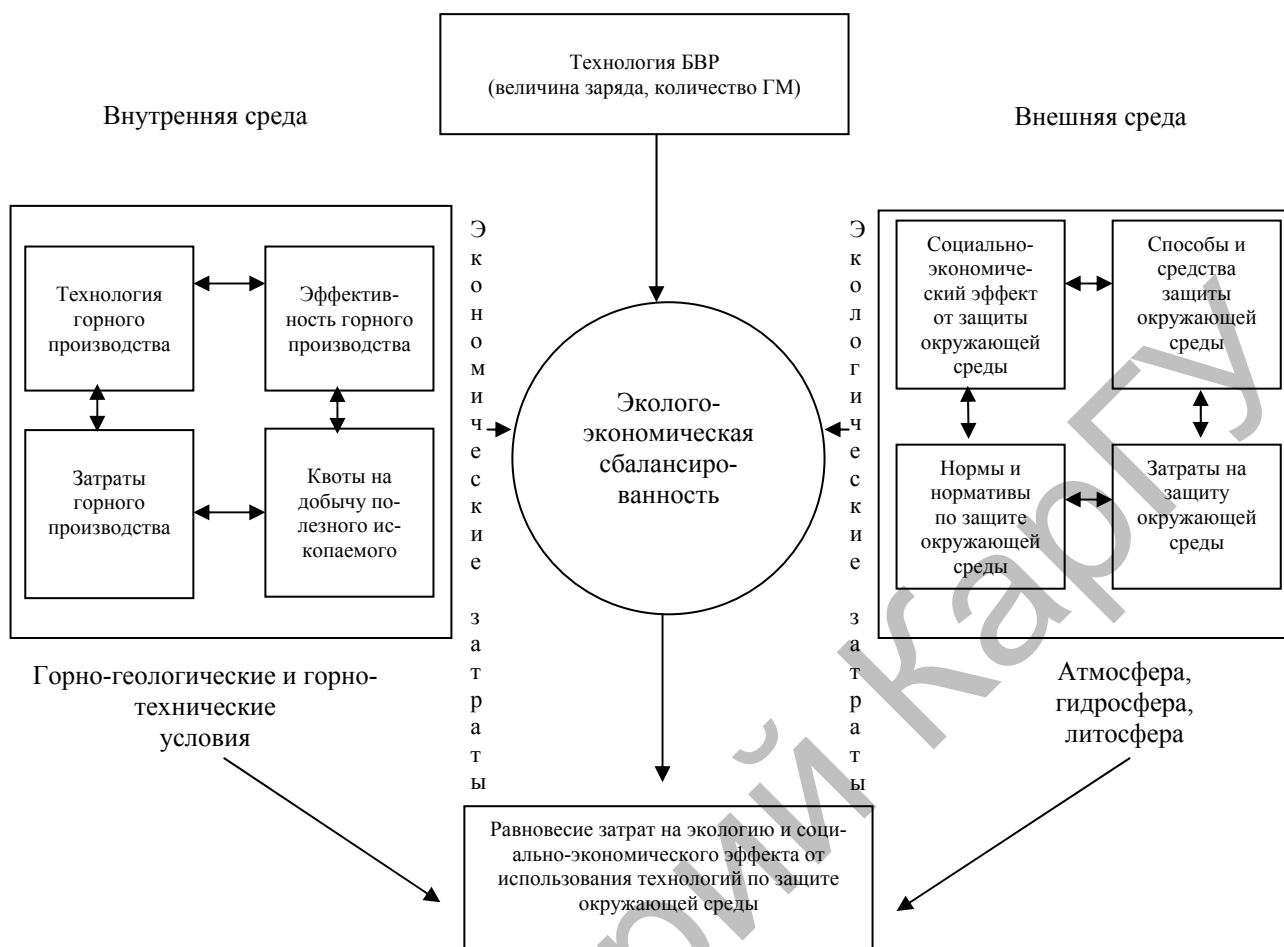 Технология БВР
(величина заряда, количество ГМ)
Внутренняя среда
Внешняя среда
Технология
горного
производства
Эффектив-
ность горного
производства
Затраты
горного
производства
Квоты на
добычу по-
лезного ис-
копаемого
Экономические затраты
Эколого-
экономическая
сбалансиро-
ванность
Экологические затраты
Социально-
экономиче-
ский эффект
от защиты
окружающей
среды
Способы и
средства
защиты
окружающей
среды
Нормы и
нормативы
по защите
окружающей
среды
Затраты на
защиту
окружающей
среды
Горно-геологические и горно-
технические
условия
Атмосфера,
гидросфера,
литосфера
Равновесие затрат на экологию и соци-
ально-экономического эффекта от
использования технологий по защите
окружающей среды
рий КарГУ